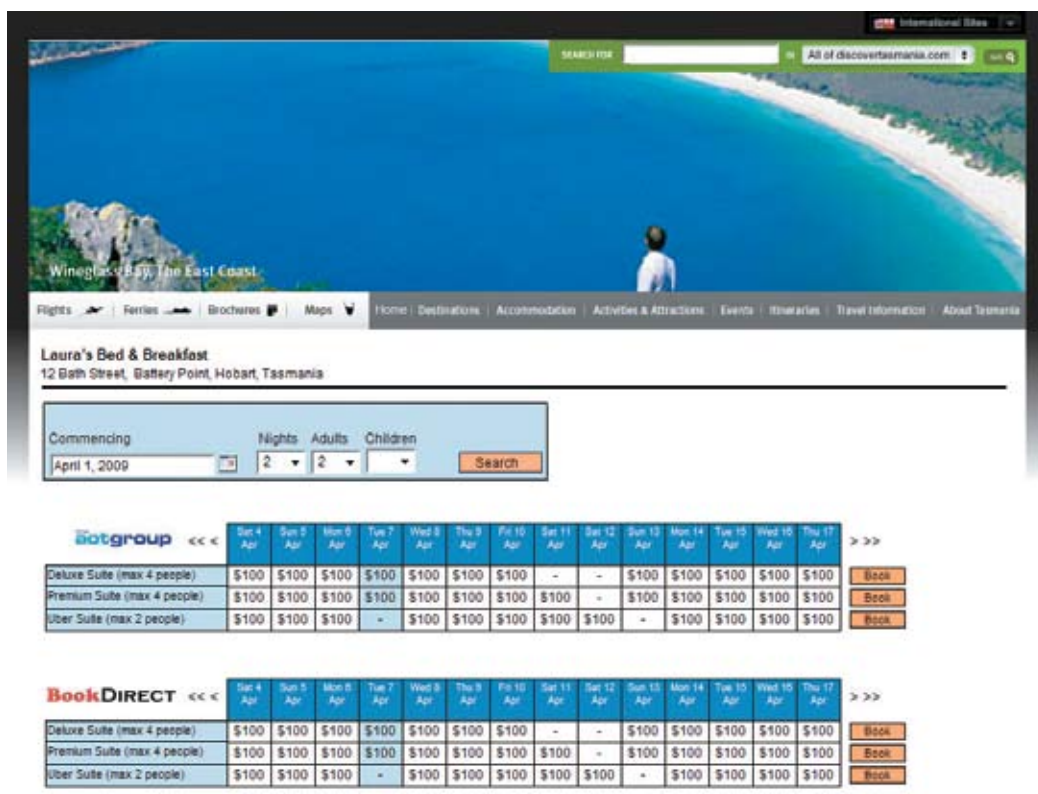 International Sites
SEARCH FOR
IN
All of discovertasmania.com
Wineglass Bay, The East Coast
Flights Ferries Brochures Maps Home Destinations Accommodation Activities & Attractions Events Itineraries Travel Information About Tasmania
Laura's Bed & Breakfast
12 Bath Street, Battery Point, Hobart, Tasmania
Commencing Nights Adults Children
April 1, 2009 2 2 Search
group << < Sat 4 Sun 5 Mon 6 Tue 7 Wed 8 Thu 9 Fri 10 Sat 11 Sat 12 Sun 13 Mon 14 Tue 15 Wed 16 Thu 17 > >>
Apr Apr Apr Apr Apr Apr Apr Apr Apr Apr Apr Apr Apr Apr
Deluxe Suite (max 4 people) $100 $100 $100 $100 $100 $100 $100 - - $100 $100 $100 $100 $100 Book
Premium Suite (max 4 people) $100 $100 $100 $100 $100 $100 $100 $100 - $100 $100 $100 $100 $100 Book
Uber Suite (max 2 people) $100 $100 $100 - $100 $100 $100 $100 $100 - $100 $100 $100 $100 Book
BookDIRECT << < Sat 4 Sun 5 Mon 6 Tue 7 Wed 8 Thu 9 Fri 10 Sat 11 Sat 12 Sun 13 Mon 14 Tue 15 Wed 16 Thu 17 > >>
Apr Apr Apr Apr Apr Apr Apr Apr Apr Apr Apr Apr Apr Apr
Deluxe Suite (max 4 people) $100 $100 $100 $100 $100 $100 $100 - - $100 $100 $100 $100 $100 Book
Premium Suite (max 4 people) $100 $100 $100 $100 $100 $100 $100 $100 - $100 $100 $100 $100 $100 Book
Uber Suite (max 2 people) $100 $100 $100 - $100 $100 $100 $100 $100 - $100 $100 $100 $100 Book